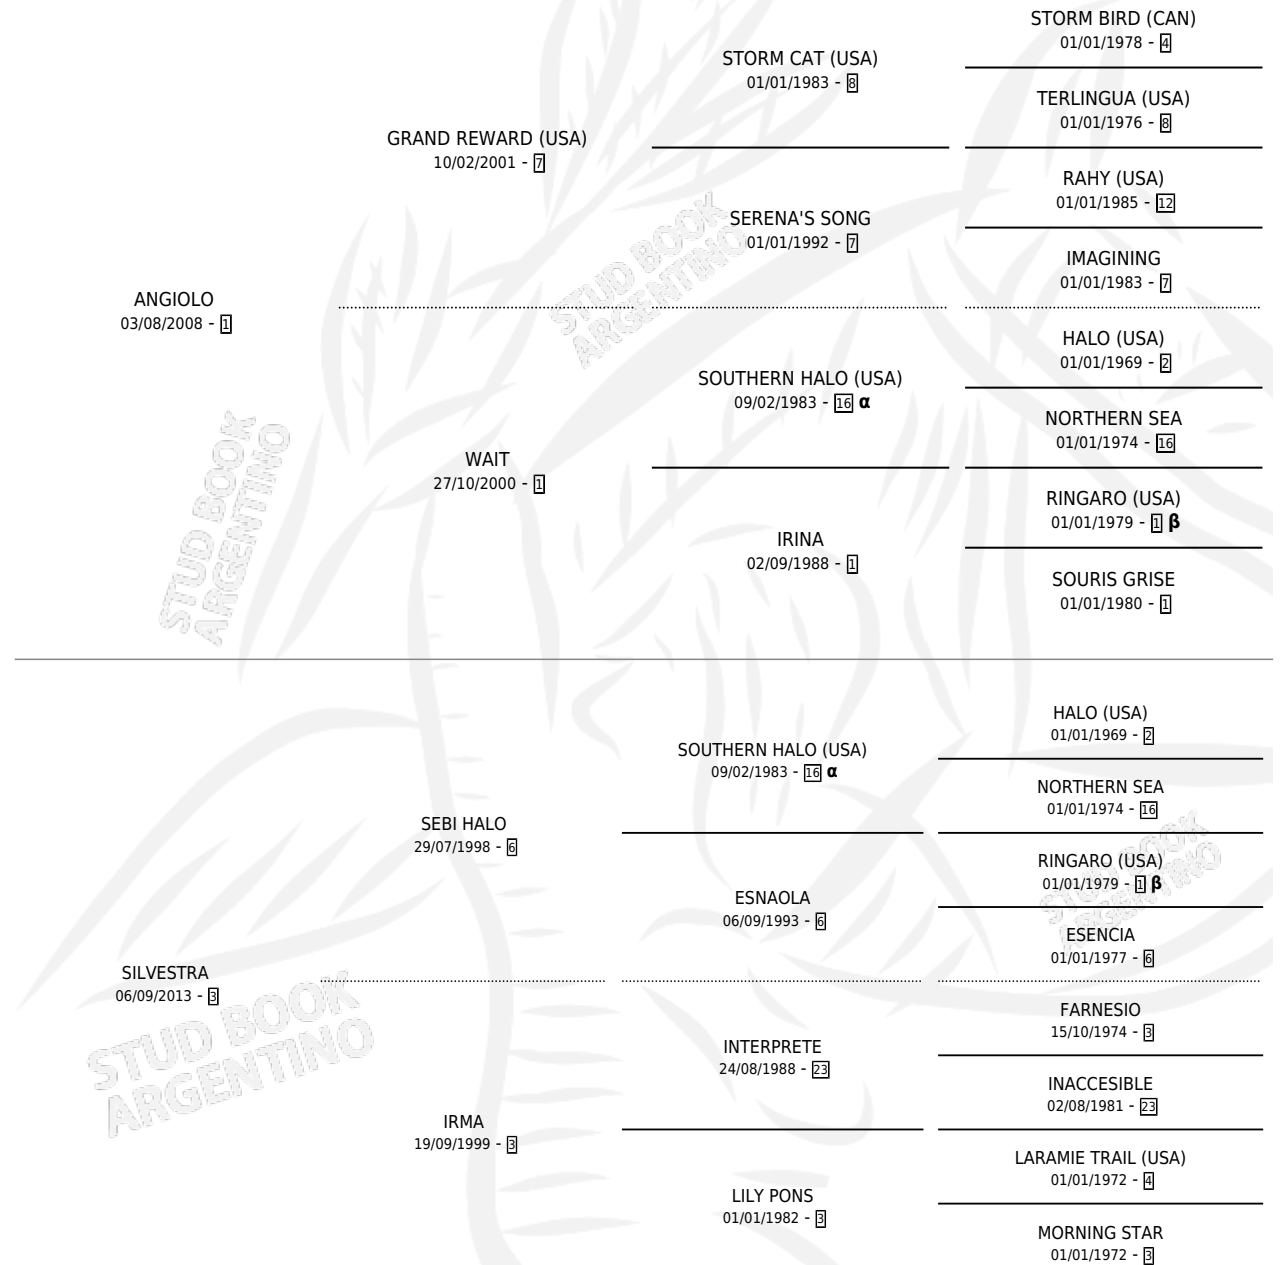 STORM BIRD (CAN)
01/01/1978 - 4
STORM CAT (USA)
01/01/1983 - 8
TERLINGUA (USA)
01/01/1976 - 8
GRAND REWARD (USA)
10/02/2001 - 7
RAHY (USA)
01/01/1985 - 12
SERENA'S SONG
01/01/1992 - 7
IMAGINING
01/01/1983 - 7
ANGIOLO
03/08/2008 - 1
HALO (USA)
01/01/1969 - 2
SOUTHERN HALO (USA)
09/02/1983 - 16 α
NORTHERN SEA
01/01/1974 - 16
WAIT
27/10/2000 - 1
RINGARO (USA)
01/01/1979 - 1 β
IRINA
02/09/1988 - 1
SOURIS GRISE
01/01/1980 - 1
HALO (USA)
01/01/1969 - 2
SOUTHERN HALO (USA)
09/02/1983 - 16 α
NORTHERN SEA
01/01/1974 - 16
SEBI HALO
29/07/1998 - 6
RINGARO (USA)
01/01/1979 - 1 β
ESNAOLA
06/09/1993 - 6
ESENCIA
01/01/1977 - 6
SILVESTRA
06/09/2013 - 3
FARNESIO
15/10/1974 - 3
INTERPRETE
24/08/1988 - 23
INACCESIBLE
02/08/1981 - 23
IRMA
19/09/1999 - 3
LARAMIE TRAIL (USA)
01/01/1972 - 4
LILY PONS
01/01/1982 - 3
MORNING STAR
01/01/1972 - 3
STUD BOOK
ARGENTINO
STUD BOOK
ARGENTINO
STUD BOOK
ARGENTINO
STUD BOOK
ARGENTINO